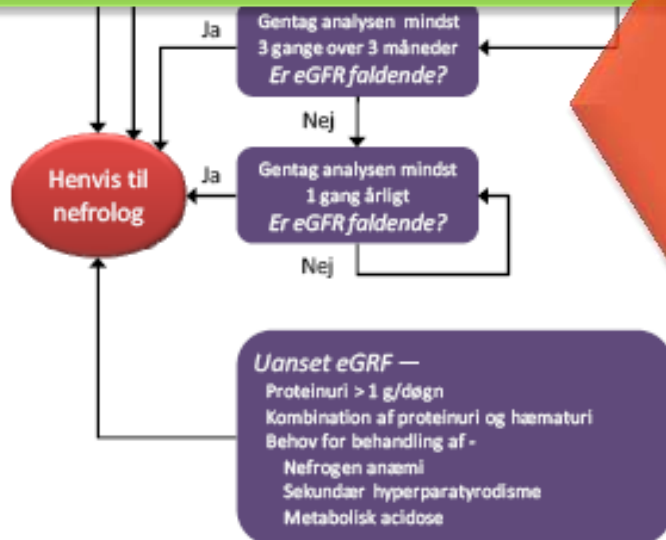 Ja
Gentag analysen mindst
3 gange over 3 måneder
Er eGFR faldende?
Nej
Henvis til
nefrolog
Ja
Gentag analysen mindst
1 gang årligt
Er eGFR faldende?
Nej
Uanset eGRF —
Proteinuri > 1 g/døgn
Kombination af proteinuri og hæmaturi
Behov for behandling af -
Nefrogen anæmi
Sekundær hyperparatyrodisme
Metabolisk acidose